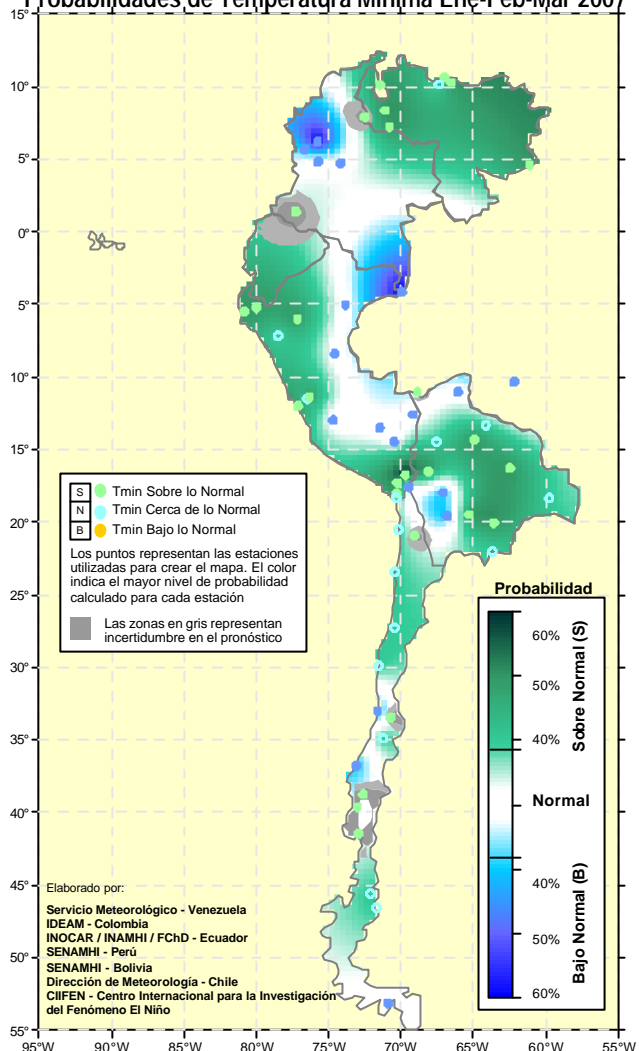 Probabilidades de Temperatura Mínima Ene-Feb-Mar 2007
15°
10°
5°
0°
5°
10°
15°
20°
25°
30°
35°
40°
45°
50°
55°
S Tmin Sobre lo Normal
N Tmin Cerca de lo Normal
B Tmin Bajo lo Normal
Los puntos representan las estaciones
utilizadas para crear el mapa. El color
indica el mayor nivel de probabilidad
calculado para cada estación
Las zonas en gris representan
incertidumbre en el pronóstico
Probabilidad
60%
50%
40%
Sobre Normal (S)
Normal
40%
50%
60%
Bajo Normal (B)
Elaborado por:
Servicio Meteorológico - Venezuela
IDEAM - Colombia
INOCAR / INAMHI / FChD - Ecuador
SENAMHI - Perú
SENAMHI - Bolivia
Dirección de Meteorología - Chile
CIIFEN - Centro Internacional para la Investigación
del Fenómeno El Niño
95°W 90°W 85°W 80°W 75°W 70°W 65°W 60°W 55°W